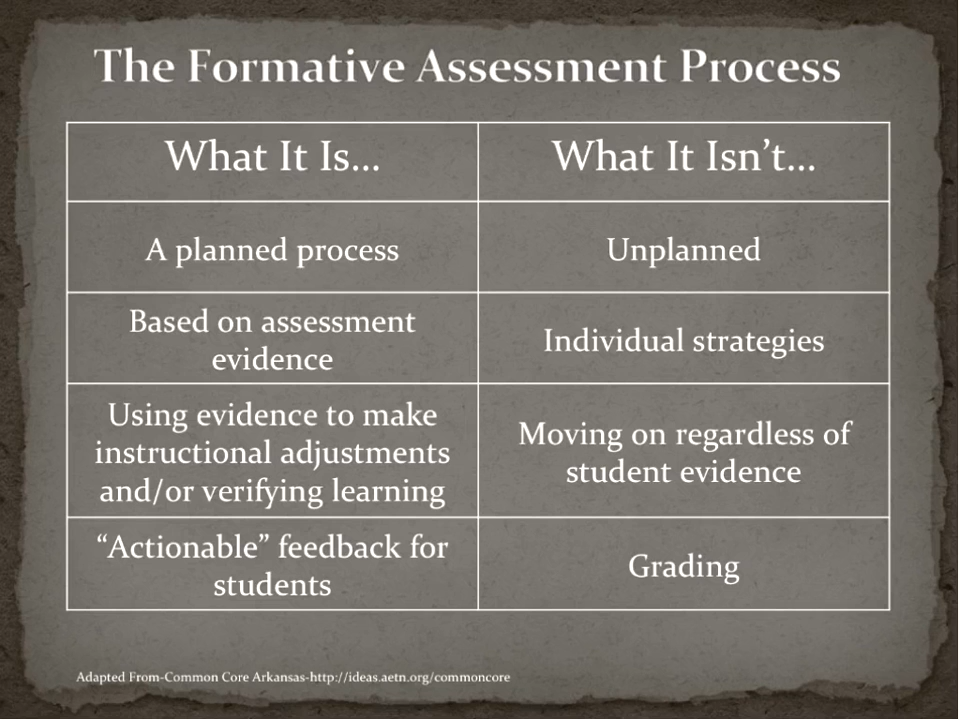 The Formative Assessment Process
What It Is...
What It Isn't...
A planned process
Unplanned
Based on assessment
evidence
Individual strategies
Using evidence to make
instructional adjustments
and/or verifying learning
Moving on regardless of
student evidence
“Actionable” feedback for
students
Grading
Adapted From-Common Core Arkansas-http://ideas.aetn.org/commoncore